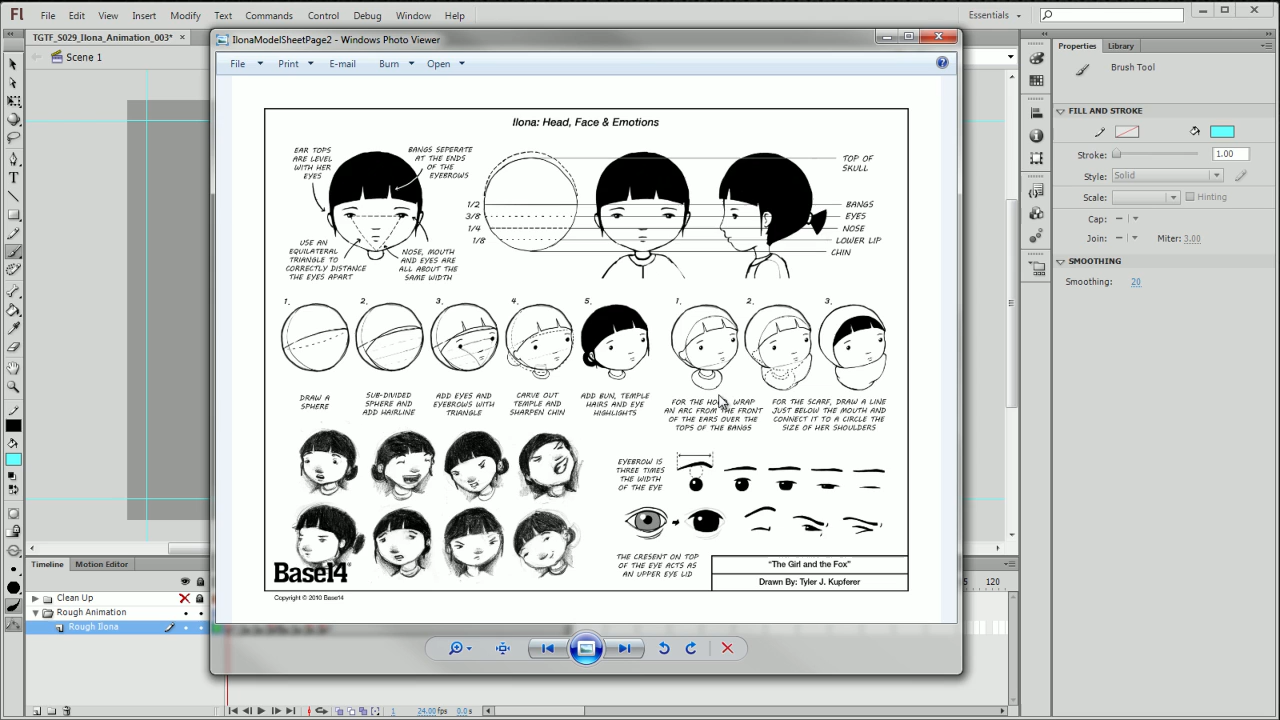 Fl File Edit View Insert Modify Text Commands Control Debug Window Help Essentials
TGTF_S029_Ilona_Animation_003*
Scene 1
IlonaModelSheetPage2 - Windows Photo Viewer
File Print E-mail Burn Open
Ilona: Head, Face & Emotions
EAR TOPS
ARE LEVEL
WITH HER
EYES
BANGS SEPERATE
AT THE ENDS
OF THE
EYEBROWS
USE AN
EQUILATERAL
TRIANGLE TO
CORRECTLY DISTANCE
THE EYES APART
NOSE, MOUTH
AND EYES ARE
ALL ABOUT THE
SAME WIDTH
1/2
3/8
1/4
1/8
TOP OF
SKULL
BANGS
EYES
NOSE
LOWER LIP
CHIN
1. 2. 3. 4. 5. 1. 2. 3.
DRAW A
SPHERE
SUB-DIVIDED
SPHERE AND
ADD HAIRLINE
ADD EYES AND
EYEBROWS WITH
TRIANGLE
CARVE OUT
TEMPLE AND
SHARPEN CHIN
ADD BUN, TEMPLE
HAIRS AND EYE
HIGHLIGHTS
FOR THE WRAP
AN ARC FROM THE FRONT
OF THE EARS OVER THE
TOPS OF THE BANGS
FOR THE SCARF, DRAW A LINE
JUST BELOW THE MOUTH AND
CONNECT IT TO A CIRCLE THE
SIZE OF HER SHOULDERS
EYEBROW IS
THREE TIMES
THE WIDTH
OF THE EYE
THE CRESENT ON TOP
OF THE EYE ACTS AS
AN UPPER EYE LID
"The Girl and the Fox"
Drawn By: Tyler J. Kupferer
Base14
Copyright © 2010 Base14
Properties Library
Brush Tool
FILL AND STROKE
Stroke: 1.00
Style: Solid
Scale: Hinting
Cap: Join: Miter: 3.00
SMOOTHING
Smoothing: 20
Timeline Motion Editor
120
Clean Up
Rough Animation
Rough Ilona
1 24.00 fps 0.0 s